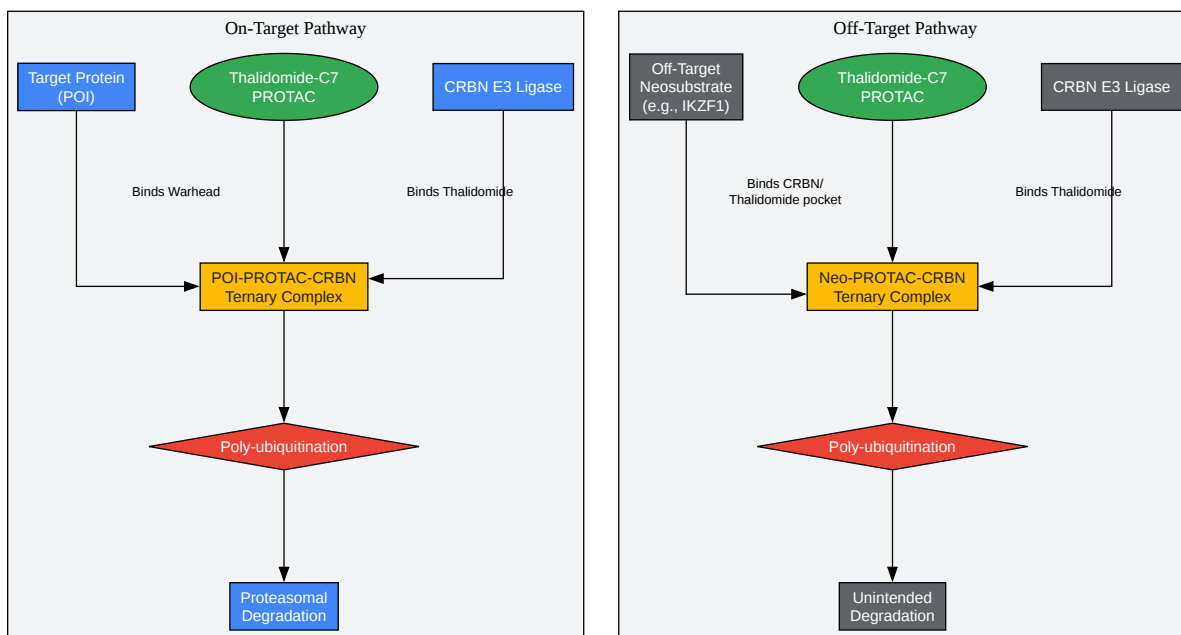 On-Target Pathway
Target Protein
(POI)
Thalidomide-C7
PROTAC
CRBN E3 Ligase
Binds Warhead
Binds Thalidomide
POI-PROTAC-CRBN
Ternary Complex
Poly-ubiquitination
Proteasomal
Degradation
Off-Target Pathway
Off-Target
Neosubstrate
(e.g., IKZF1)
Thalidomide-C7
PROTAC
CRBN E3 Ligase
Binds CRBN/
Thalidomide pocket
Binds Thalidomide
Neo-PROTAC-CRBN
Ternary Complex
Poly-ubiquitination
Unintended
Degradation